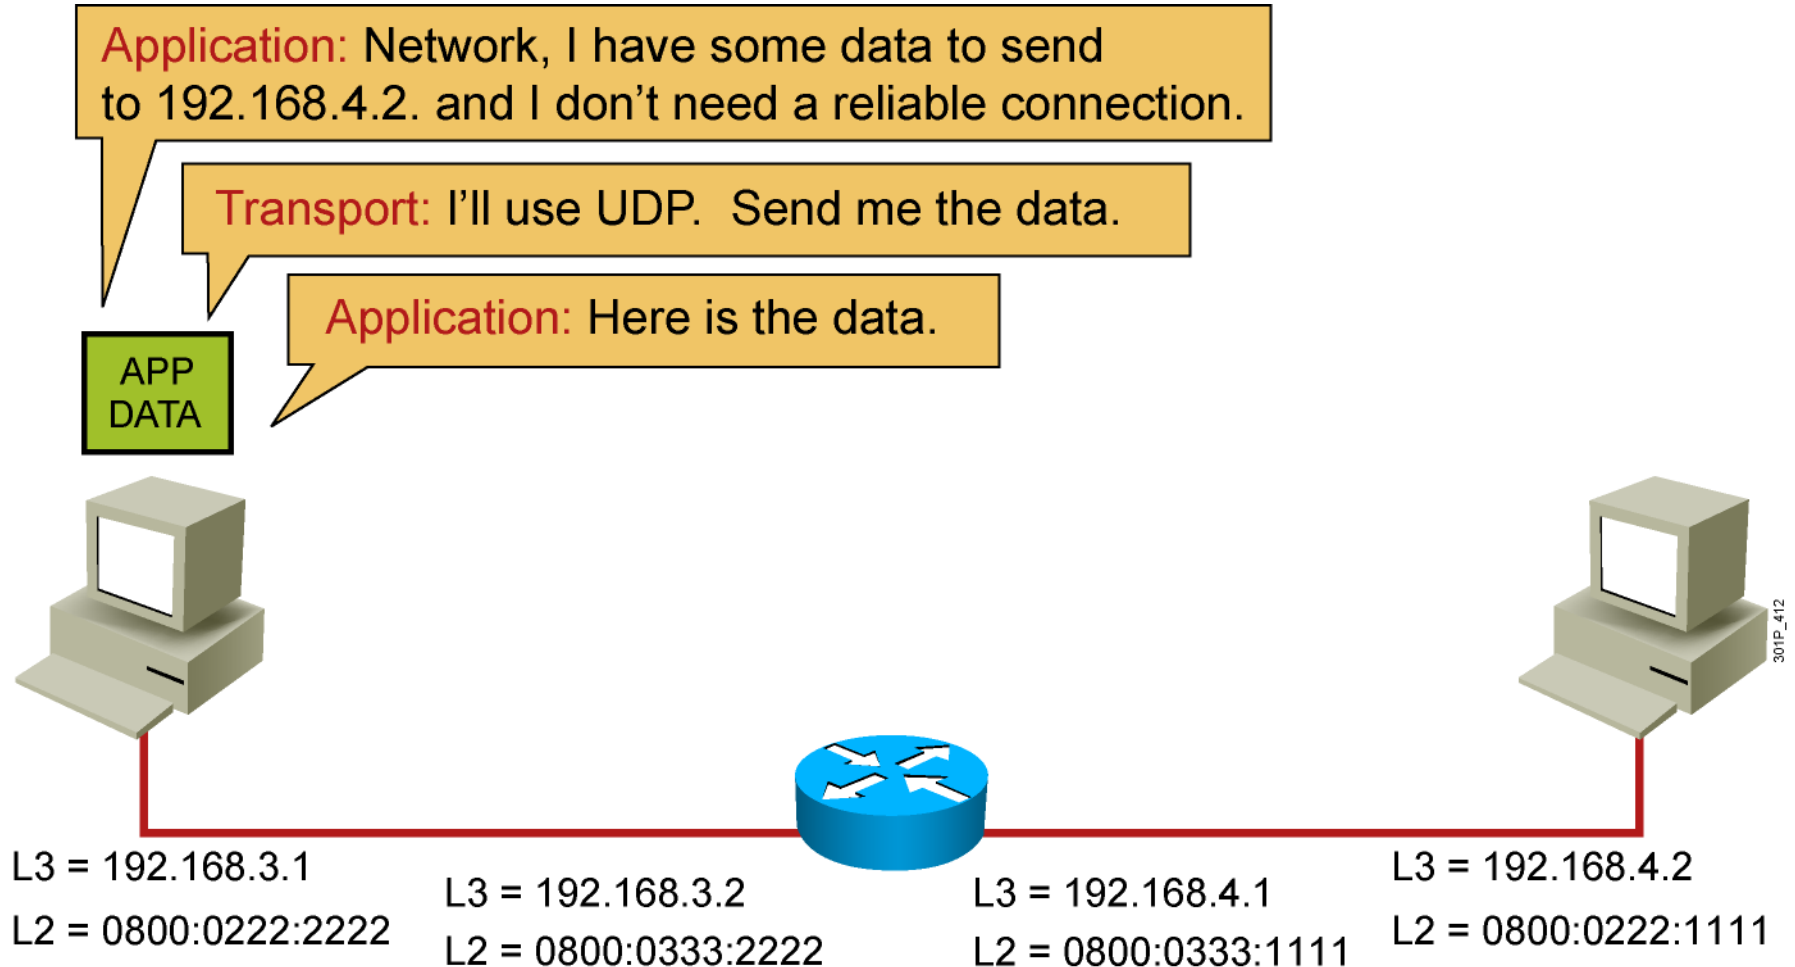 Application: Network, I have some data to send
to 192.168.4.2. and I don't need a reliable connection.
Transport: I'll use UDP.  Send me the data.
Application: Here is the data.
APP
DATA
301P_412
L3 = 192.168.3.1
L2 = 0800:0222:2222
L3 = 192.168.3.2
L2 = 0800:0333:2222
L3 = 192.168.4.1
L2 = 0800:0333:1111
L3 = 192.168.4.2
L2 = 0800:0222:1111